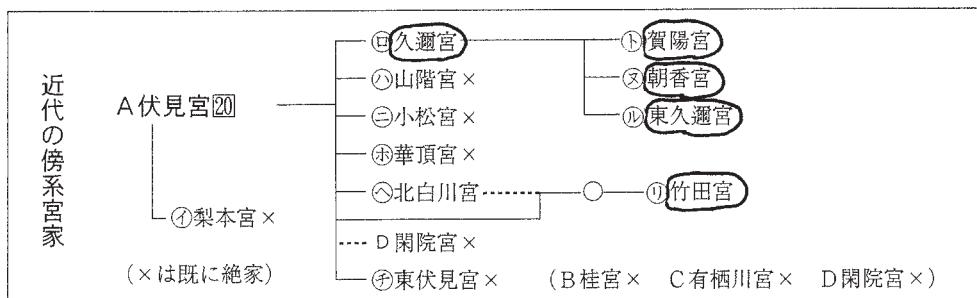 近代の傍系宮家
A伏見宮20
㋑梨本宮×
(×は既に絶家)
㋺久邇宮
㋩山階宮×
㋥小松宮×
㋭華頂宮×
㋬北白川宮
D閑院宮×
㋠東伏見宮×
㋣賀陽宮
㋦朝香宮
㋸東久邇宮
㋷竹田宮
(B桂宮× C有栖川宮× D閑院宮×)